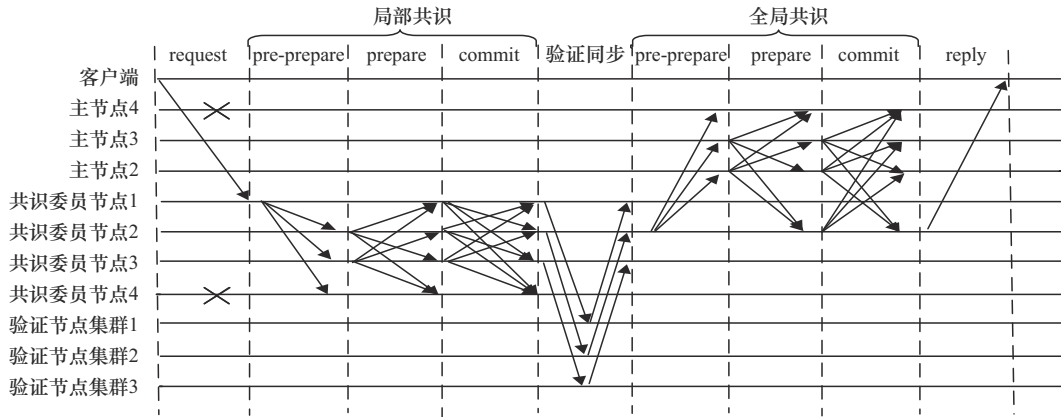 局部共识 全局共识
request pre-prepare prepare commit 验证同步 pre-prepare prepare commit reply
客户端
主节点4
主节点3
主节点2
共识委员节点1
共识委员节点2
共识委员节点3
共识委员节点4
验证节点集群1
验证节点集群2
验证节点集群3